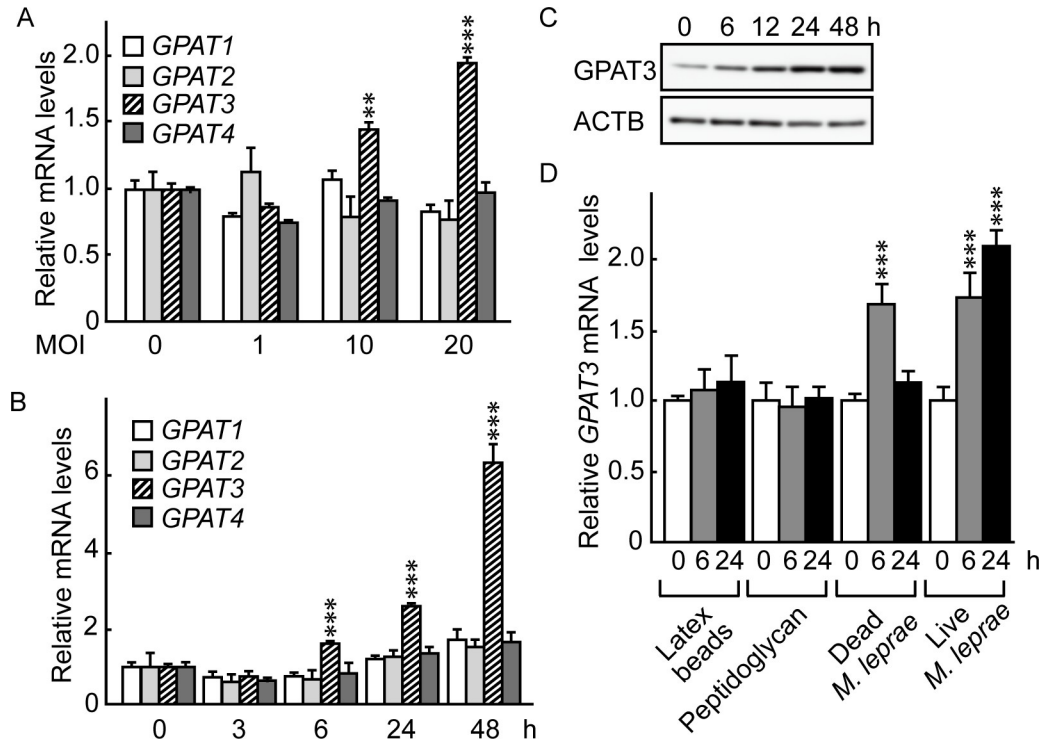 A
Relative mRNA levels
2.0
1.5
1.0
0.5
0
GPAT1
GPAT2
GPAT3
GPAT4
**
***
MOI 0 1 10 20
B
Relative mRNA levels
6
4
2
0
GPAT1
GPAT2
GPAT3
GPAT4
***
***
***
0 3 6 24 48 h
C
0 6 12 24 48 h
GPAT3
ACTB
D
Relative GPAT3 mRNA levels
2.0
1.5
1.0
0.5
0
***
***
***
0 6 24 0 6 24 0 6 24 0 6 24 h
Latex
beads
Peptidoglycan
Dead
M. leprae
Live
M. leprae